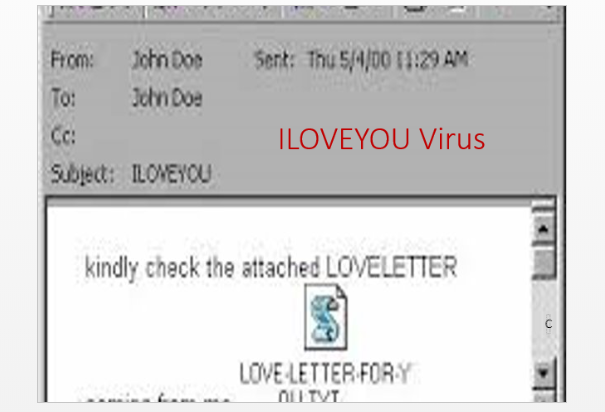 From: John Doe Sent: Thu 5/4/00 11:29 AM
To: John Doe
Cc:
ILOVEYOU Virus
Subject: ILOVEYOU
kindly check the attached LOVELETTER
c
LOVE-LETTER-FOR-Y
OU.TXT
coming from me